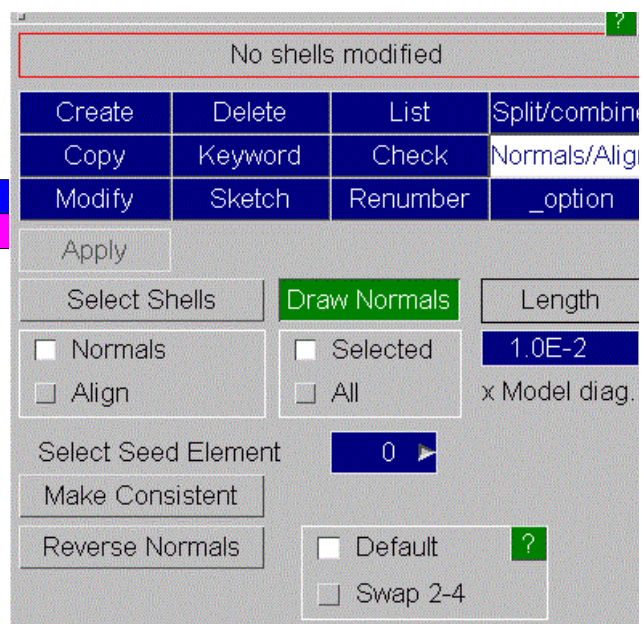 ?
No shells modified
Create Delete List Split/combine
Copy Keyword Check Normals/Align
Modify Sketch Renumber _option
Apply
Select Shells Draw Normals Length
Normals Selected 1.0E-2
Align All x Model diag.
Select Seed Element 0
Make Consistent
Reverse Normals Default ?
Swap 2-4